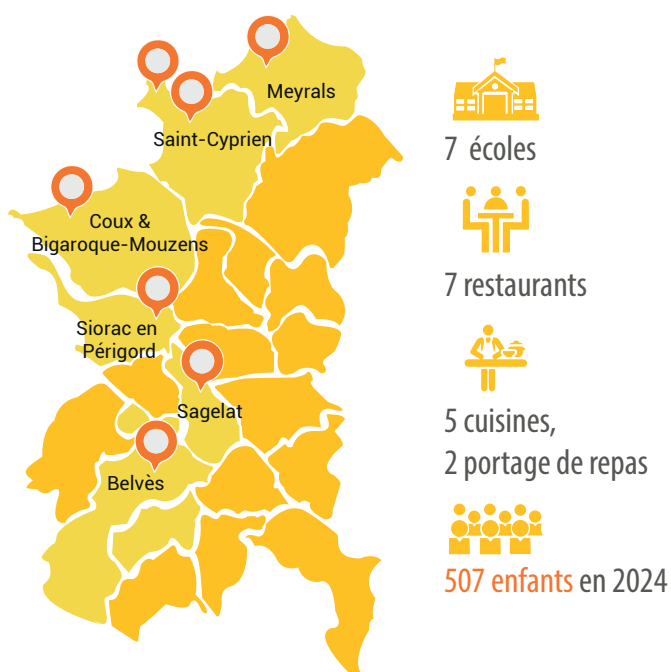 Meyrals
Saint-Cyprien
Coux &
Bigaroque-Mouzens
Siorac en
Périgord
Sagelat
Belvès
7 écoles
7 restaurants
5 cuisines,
2 portage de repas
507 enfants en 2024